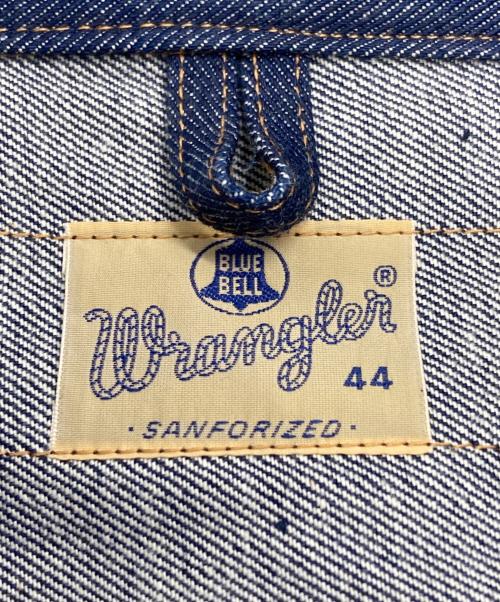 BLUE
BELL
Wrangler®
44
· SANFORIZED ·